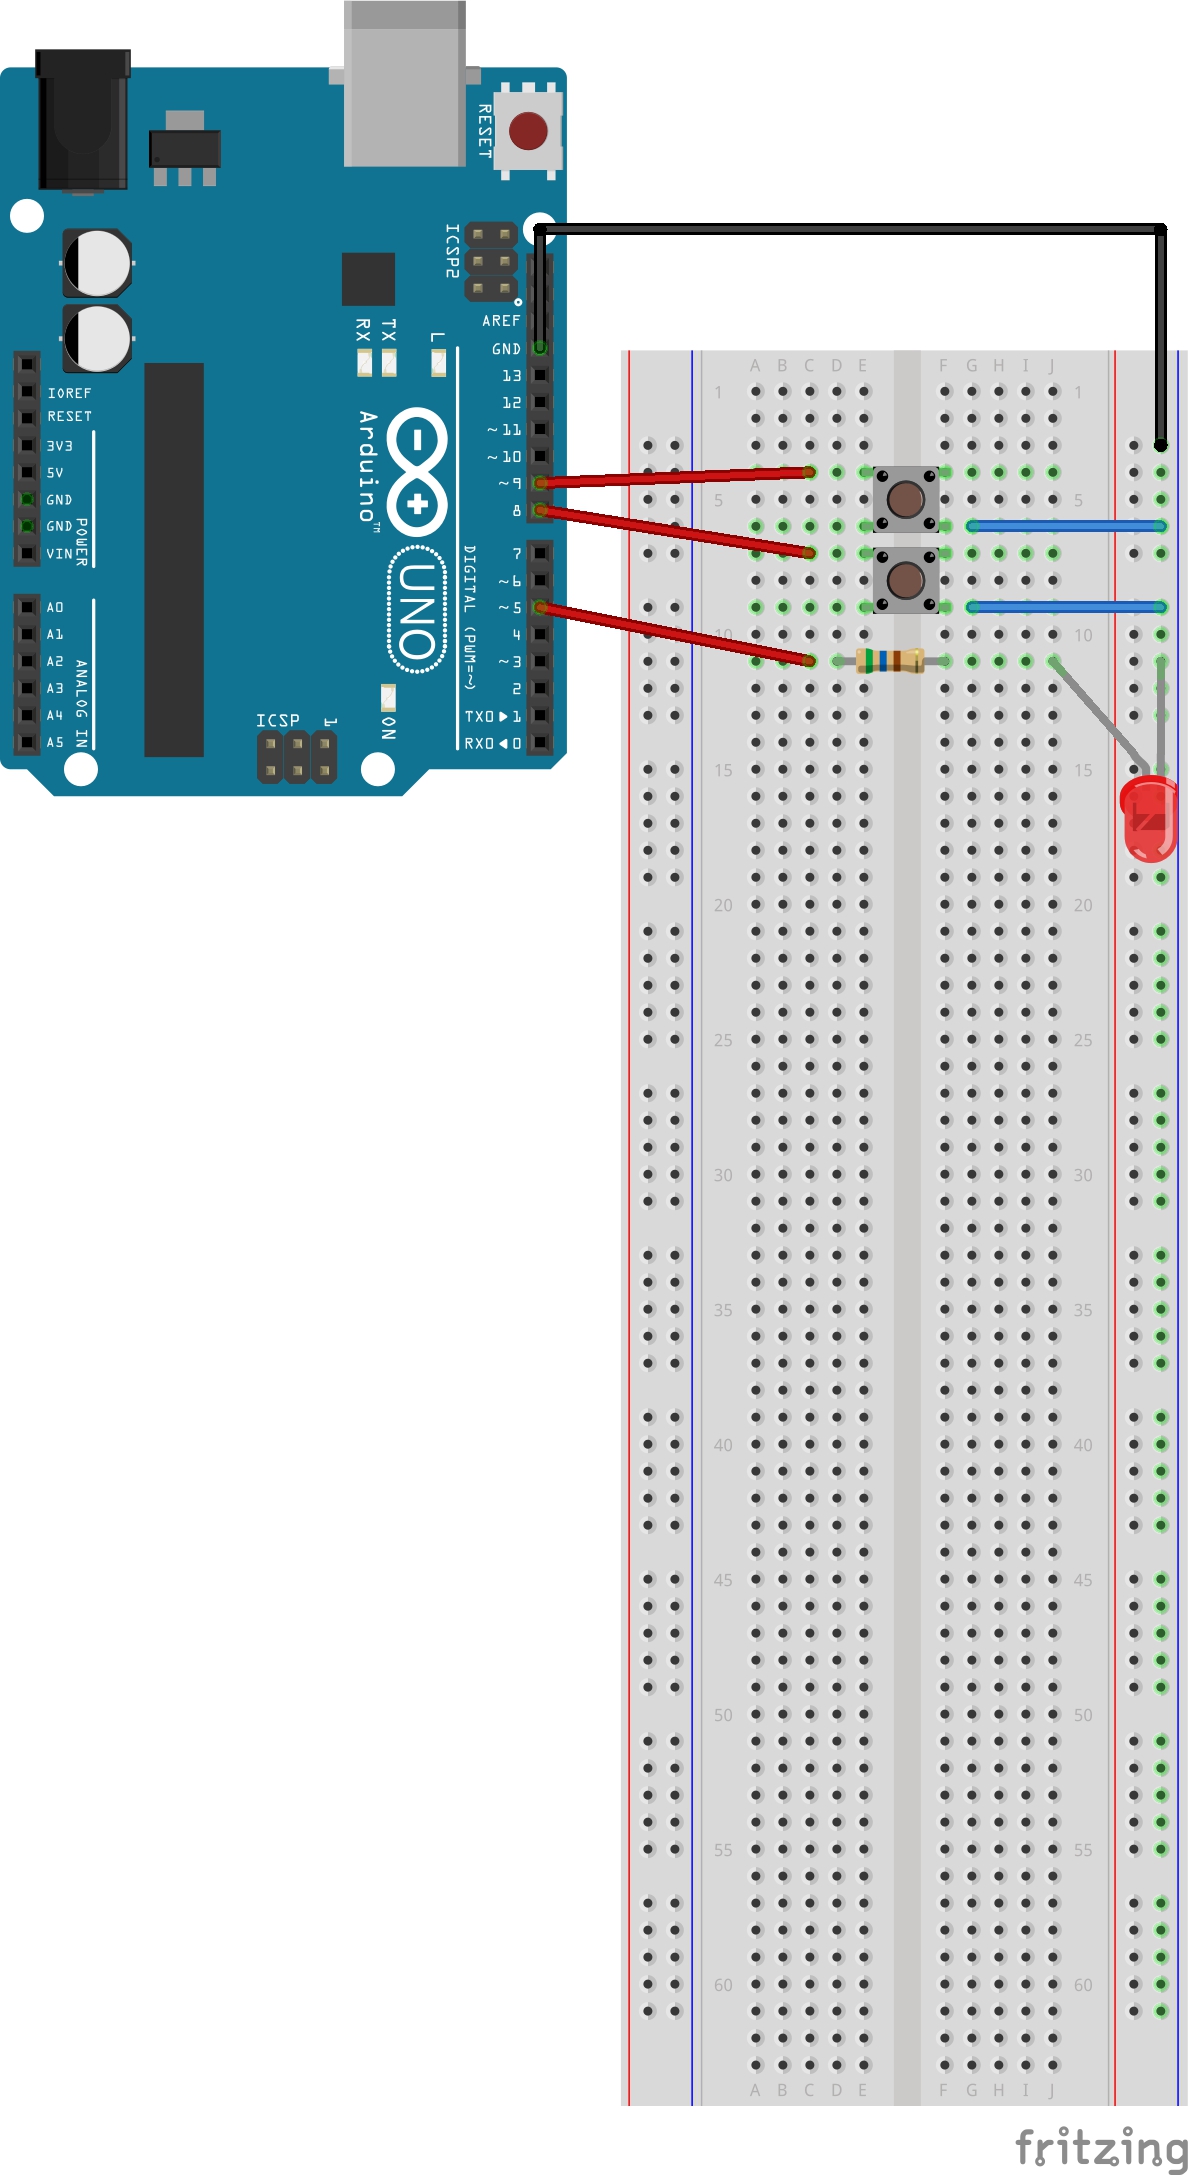 RESET
ICSP2
AREF
GND
13
12
~11
~10
~9
8
RX
TX
L
IOREF
RESET
3V3
5V
GND
GND
VIN
POWER
Arduino™
UNO
DIGITAL (PWM=~)
7
~6
~5
4
~3
2
TX0▶1
RX0◀0
A0
A1
A2
A3
A4
A5
ANALOG IN
ICSP
1
ON
A B C D E F G H I J
1 1
5 5
10 10
15 15
20 20
25 25
30 30
35 35
40 40
45 45
50 50
55 55
60 60
A B C D E F G H I J
fritzing